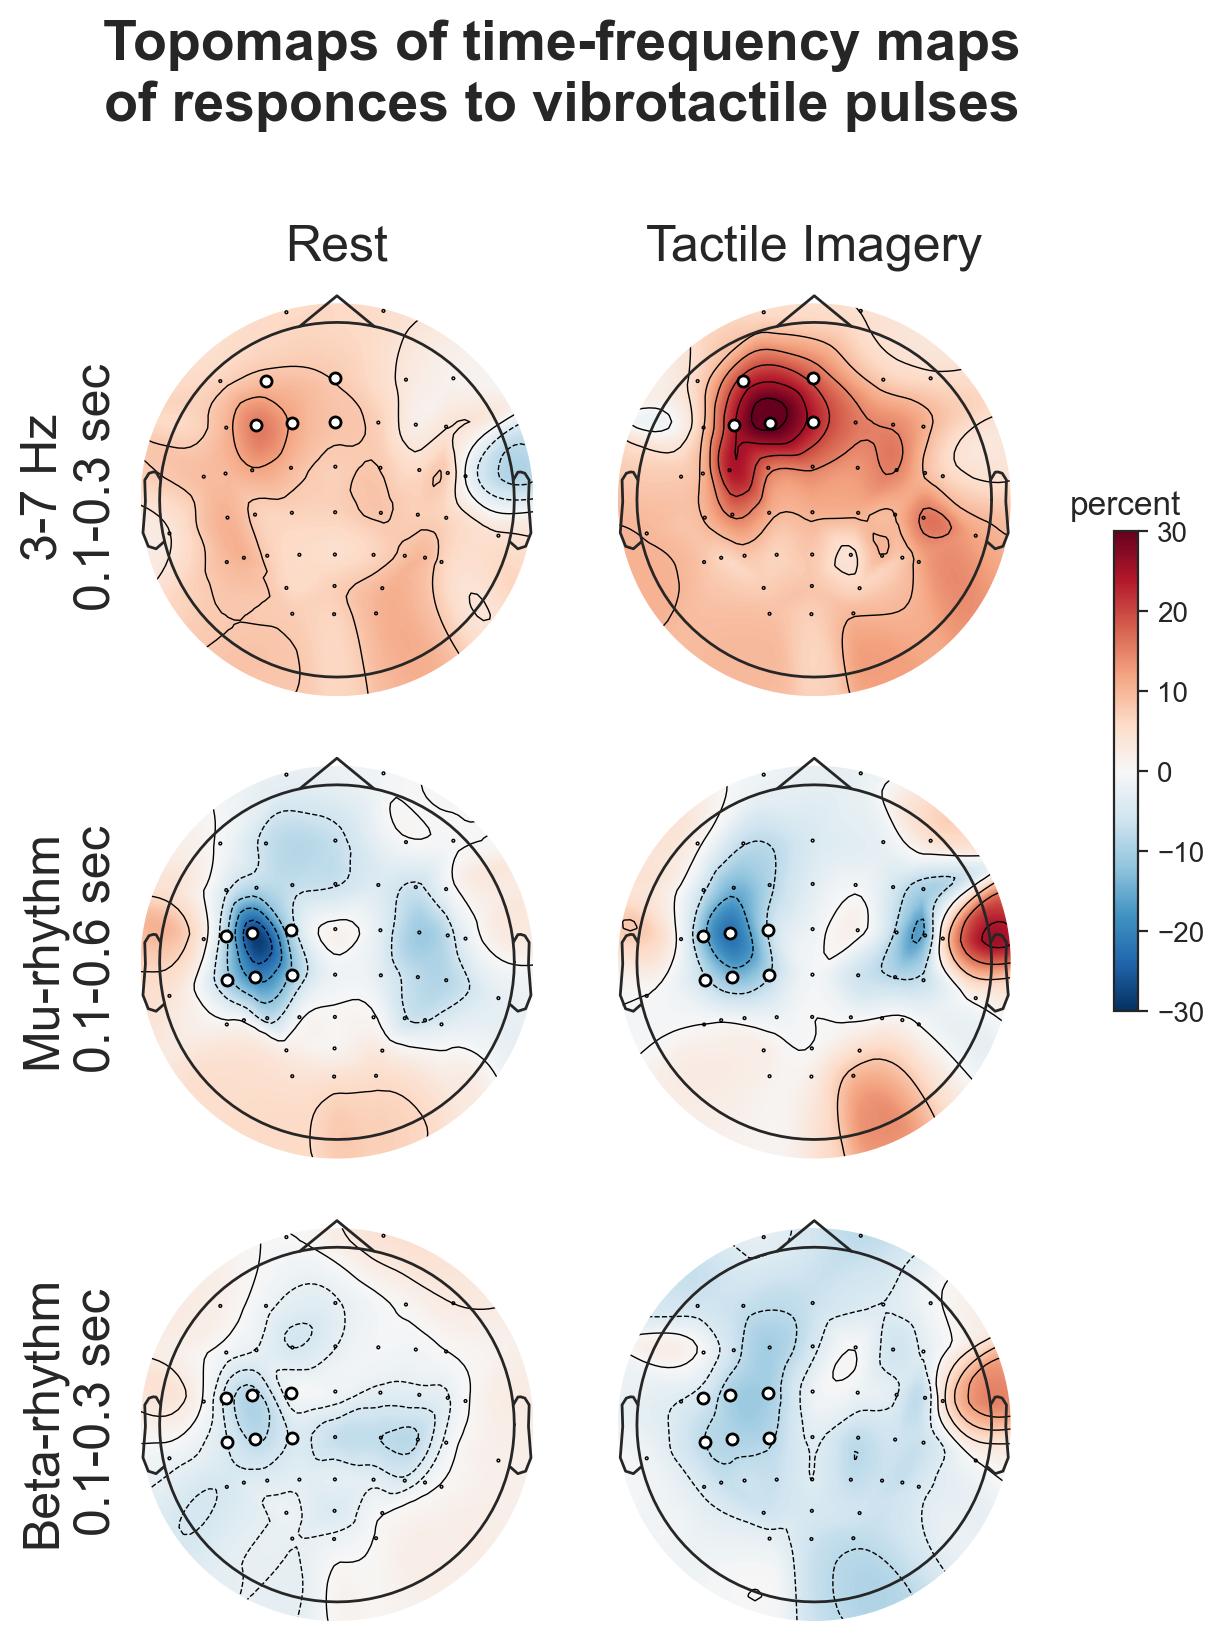 Topomaps of time-frequency maps
of responces to vibrotactile pulses
Rest
Tactile Imagery
3-7 Hz
0.1-0.3 sec
percent
30
20
10
0
−10
−20
−30
Mu-rhythm
0.1-0.6 sec
Beta-rhythm
0.1-0.3 sec